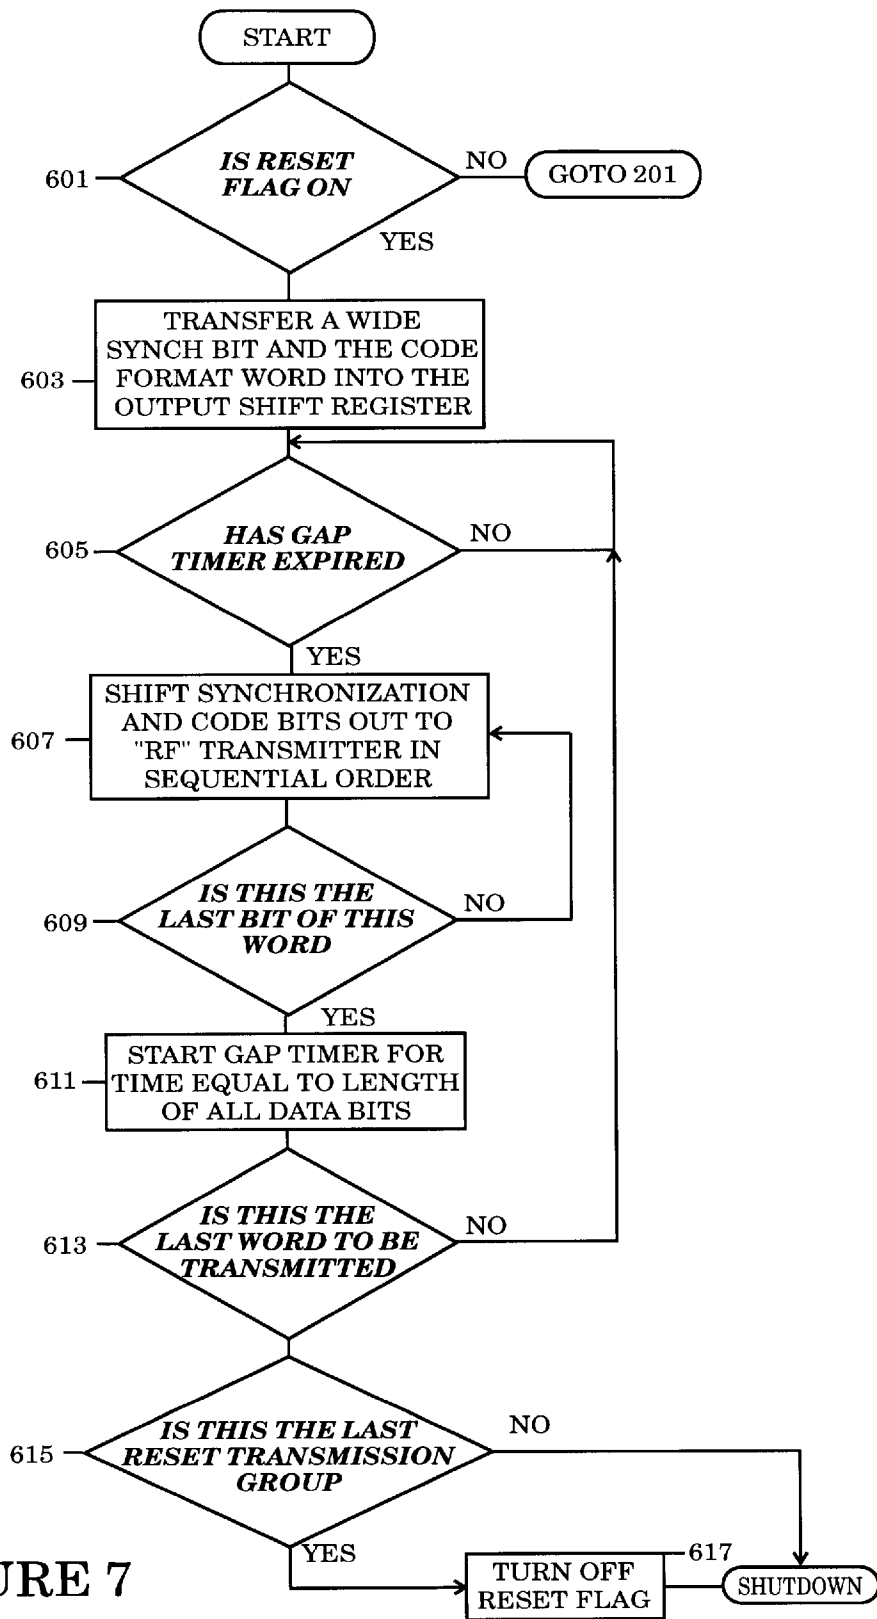 START
601
IS RESET
FLAG ON
NO
GOTO 201
YES
603
TRANSFER A WIDE
SYNCH BIT AND THE CODE
FORMAT WORD INTO THE
OUTPUT SHIFT REGISTER
605
HAS GAP
TIMER EXPIRED
NO
YES
607
SHIFT SYNCHRONIZATION
AND CODE BITS OUT TO
"RF" TRANSMITTER IN
SEQUENTIAL ORDER
609
IS THIS THE
LAST BIT OF THIS
WORD
NO
YES
611
START GAP TIMER FOR
TIME EQUAL TO LENGTH
OF ALL DATA BITS
613
IS THIS THE
LAST WORD TO BE
TRANSMITTED
NO
615
IS THIS THE LAST
RESET TRANSMISSION
GROUP
NO
YES
617
TURN OFF
RESET FLAG
SHUTDOWN
URE 7